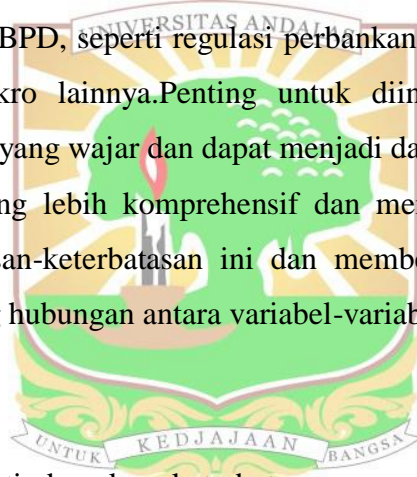 UNIVERSITAS ANDALAS
BPD, seperti regulasi perbankan
kro lainnya.Penting untuk diin
yang wajar dan dapat menjadi da
ng lebih komprehensif dan me
san-keterbatasan ini dan membe
hubungan antara variabel-variab
UNTUK KEDJAJAAN BANGSA